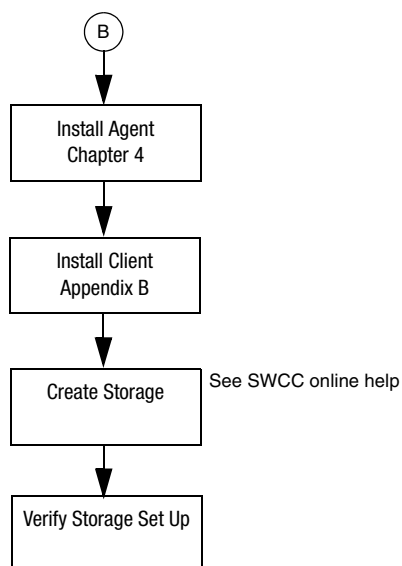 B
Install Agent
Chapter 4
Install Client
Appendix B
Create Storage
See SWCC online help
Verify Storage Set Up